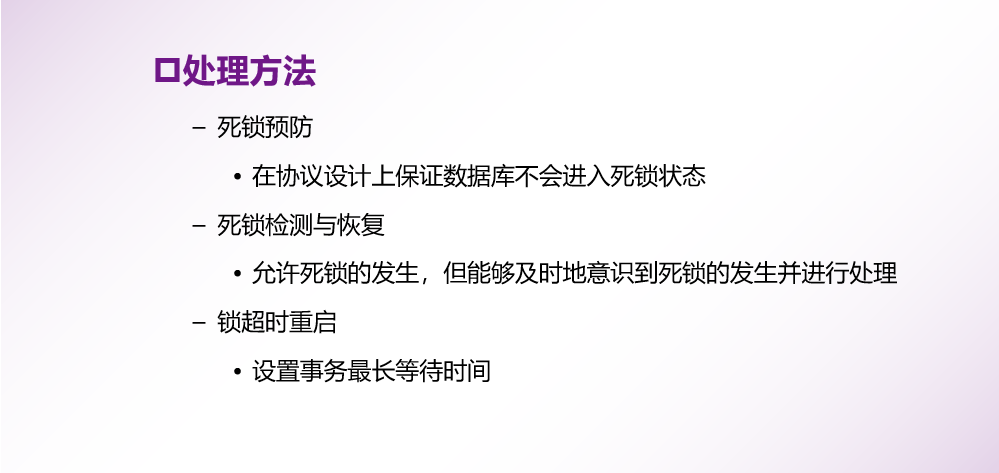 处理方法
– 死锁预防
• 在协议设计上保证数据库不会进入死锁状态
– 死锁检测与恢复
• 允许死锁的发生，但能够及时地意识到死锁的发生并进行处理
– 锁超时重启
• 设置事务最长等待时间